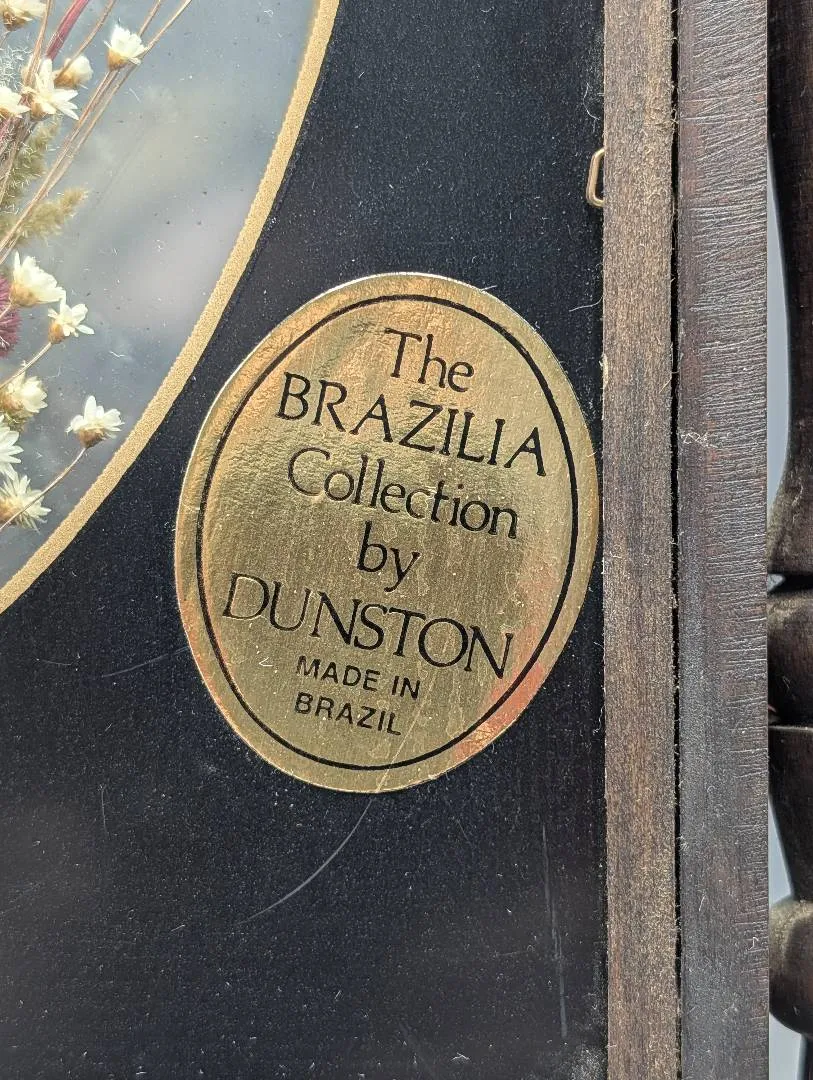 The
BRAZILIA
Collection
by
DUNSTON
MADE IN
BRAZIL